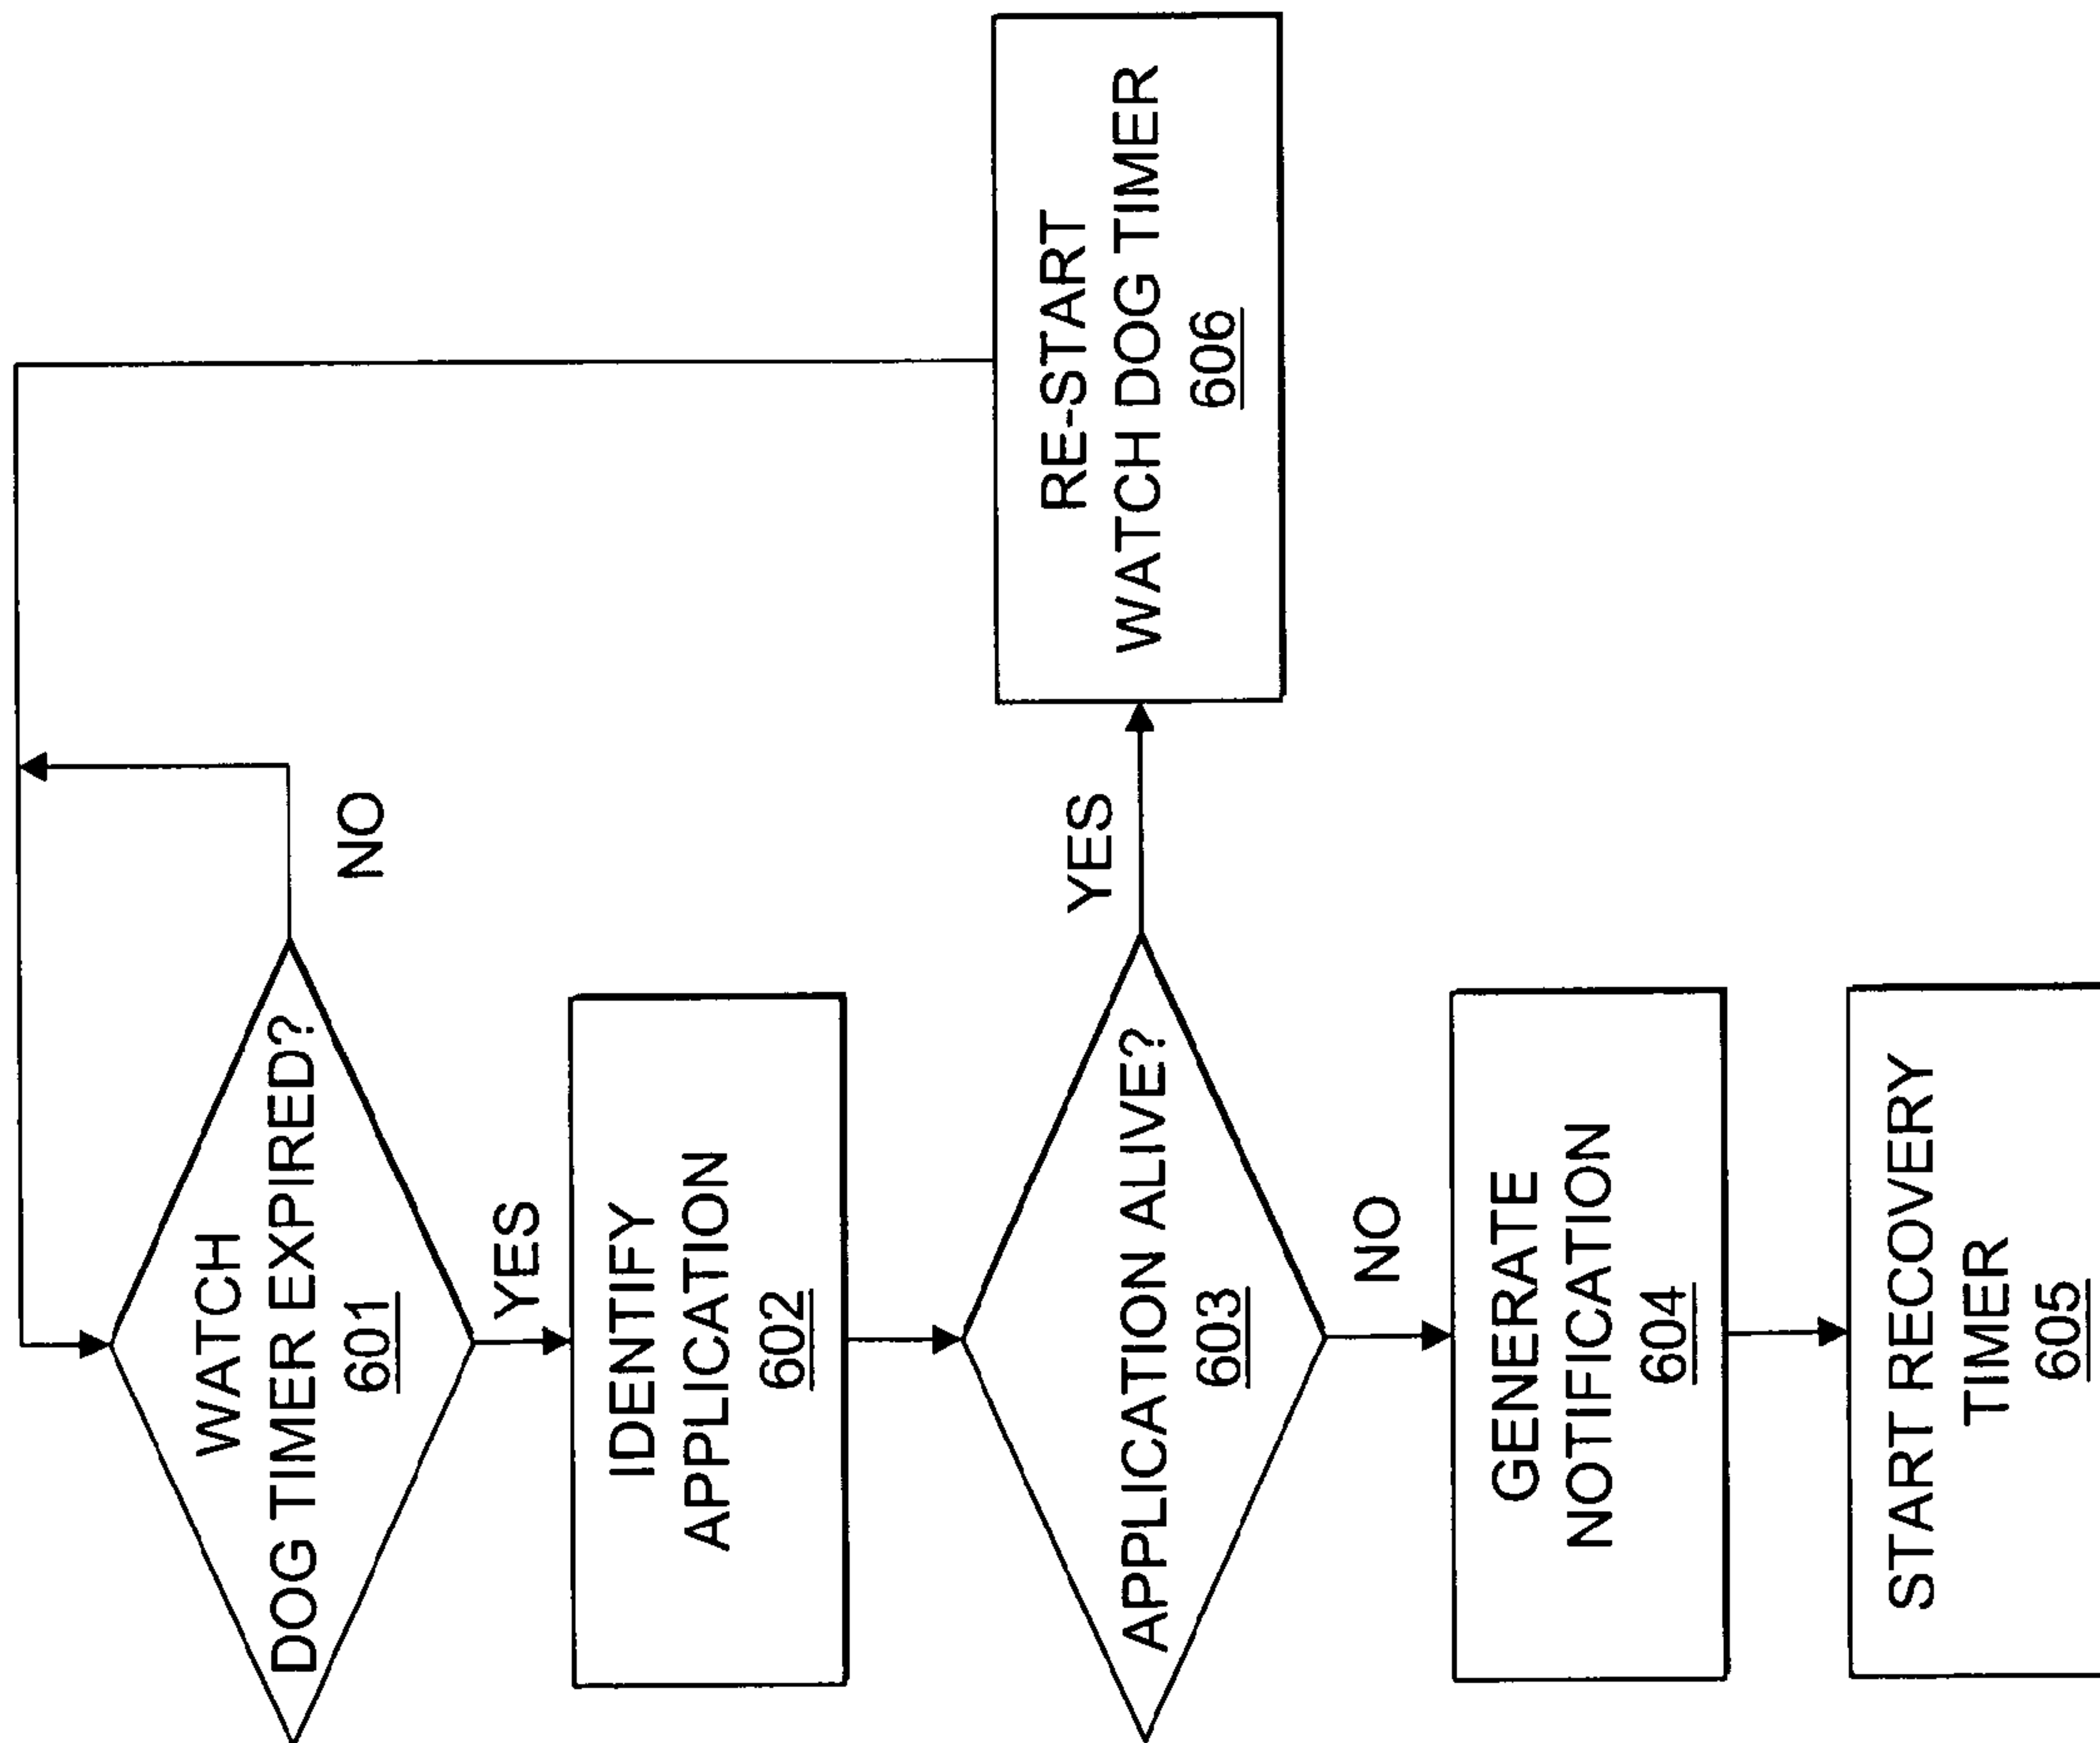 WATCH
DOG TIMER EXPIRED?
601
NO
YES
IDENTIFY
APPLICATION
602
APPLICATION ALIVE?
603
YES
RE-START
WATCH DOG TIMER
606
NO
GENERATE
NOTIFICATION
604
START RECOVERY
TIMER
605